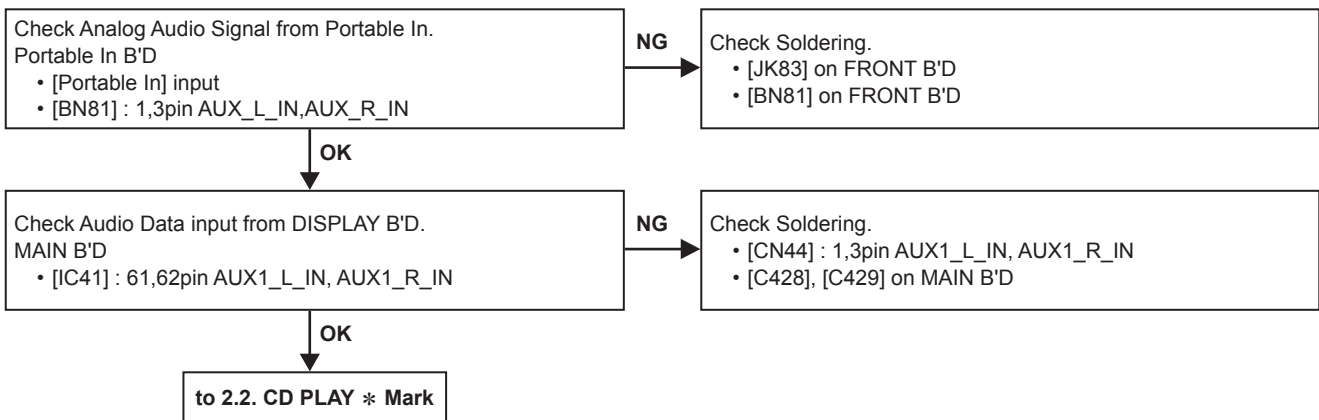 Check Analog Audio Signal from Portable In.
Portable In B'D
• [Portable In] input
• [BN81] : 1,3pin AUX_L_IN,AUX_R_IN
NG
Check Soldering.
• [JK83] on FRONT B'D
• [BN81] on FRONT B'D
OK
Check Audio Data input from DISPLAY B'D.
MAIN B'D
• [IC41] : 61,62pin AUX1_L_IN, AUX1_R_IN
NG
Check Soldering.
• [CN44] : 1,3pin AUX1_L_IN, AUX1_R_IN
• [C428], [C429] on MAIN B'D
OK
to 2.2. CD PLAY * Mark